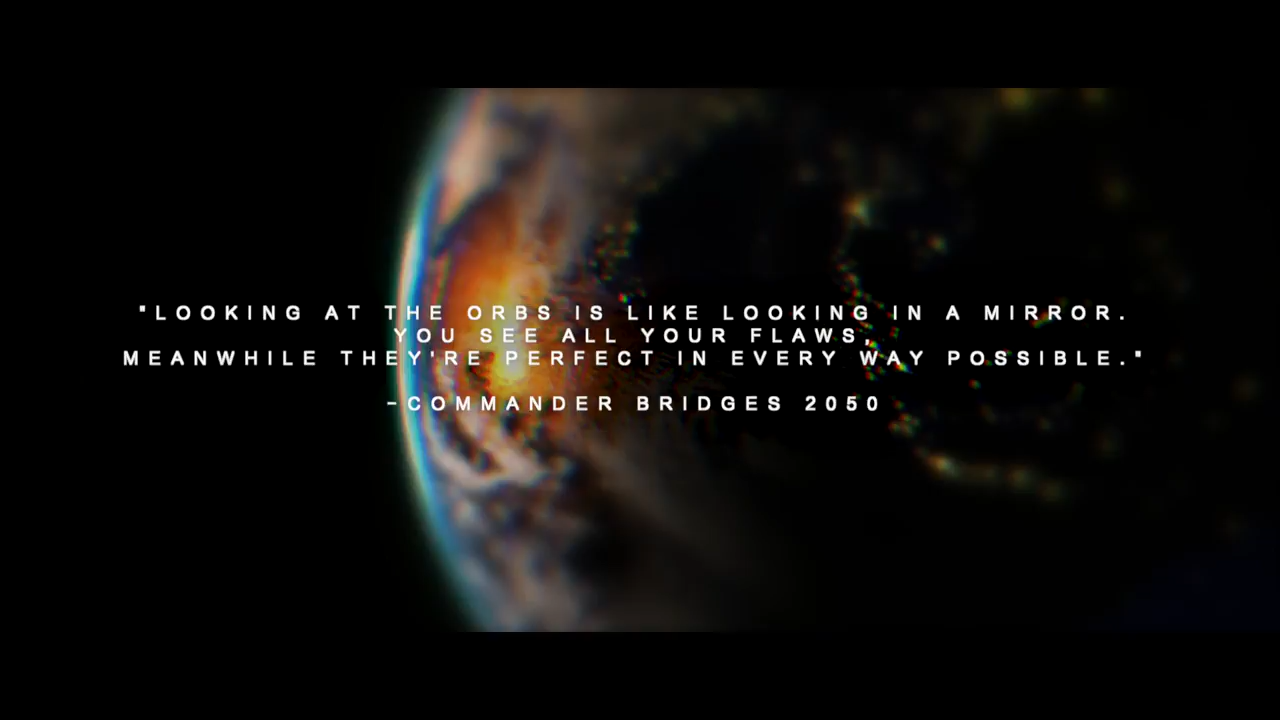 "LOOKING AT THE ORBS IS LIKE LOOKING IN A MIRROR.
YOU SEE ALL YOUR FLAWS,
MEANWHILE THEY'RE PERFECT IN EVERY WAY POSSIBLE."
-COMMANDER BRIDGES 2050